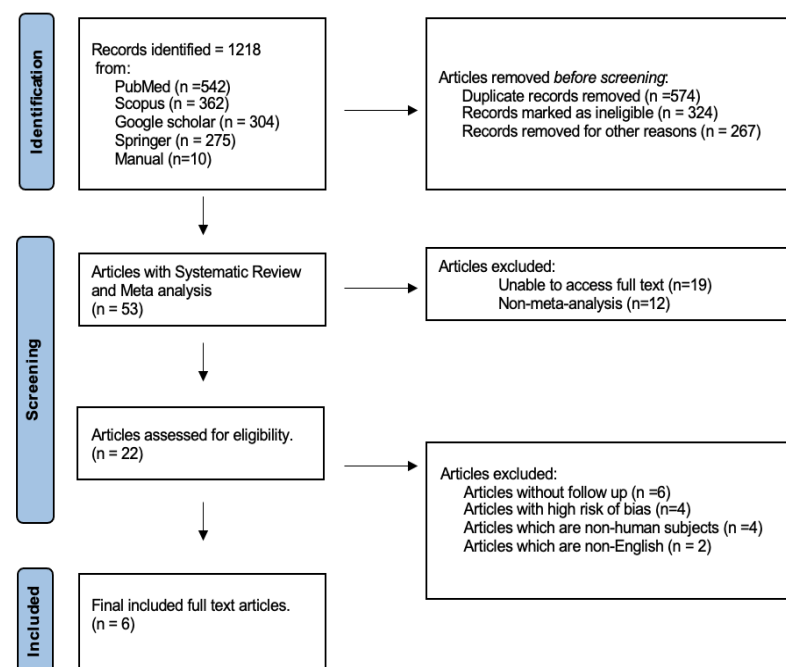 Identification
Records identified = 1218
from:
PubMed (n =542)
Scopus (n = 362)
Google scholar (n = 304)
Springer (n = 275)
Manual (n=10)
Articles removed before screening:
Duplicate records removed (n =574)
Records marked as ineligible (n = 324)
Records removed for other reasons (n = 267)
Screening
Articles with Systematic Review
and Meta analysis
(n = 53)
Articles excluded:
Unable to access full text (n=19)
Non-meta-analysis (n=12)
Articles assessed for eligibility.
(n = 22)
Articles excluded:
Articles without follow up (n =6)
Articles with high risk of bias (n=4)
Articles which are non-human subjects (n =4)
Articles which are non-English (n = 2)
Included
Final included full text articles.
(n = 6)